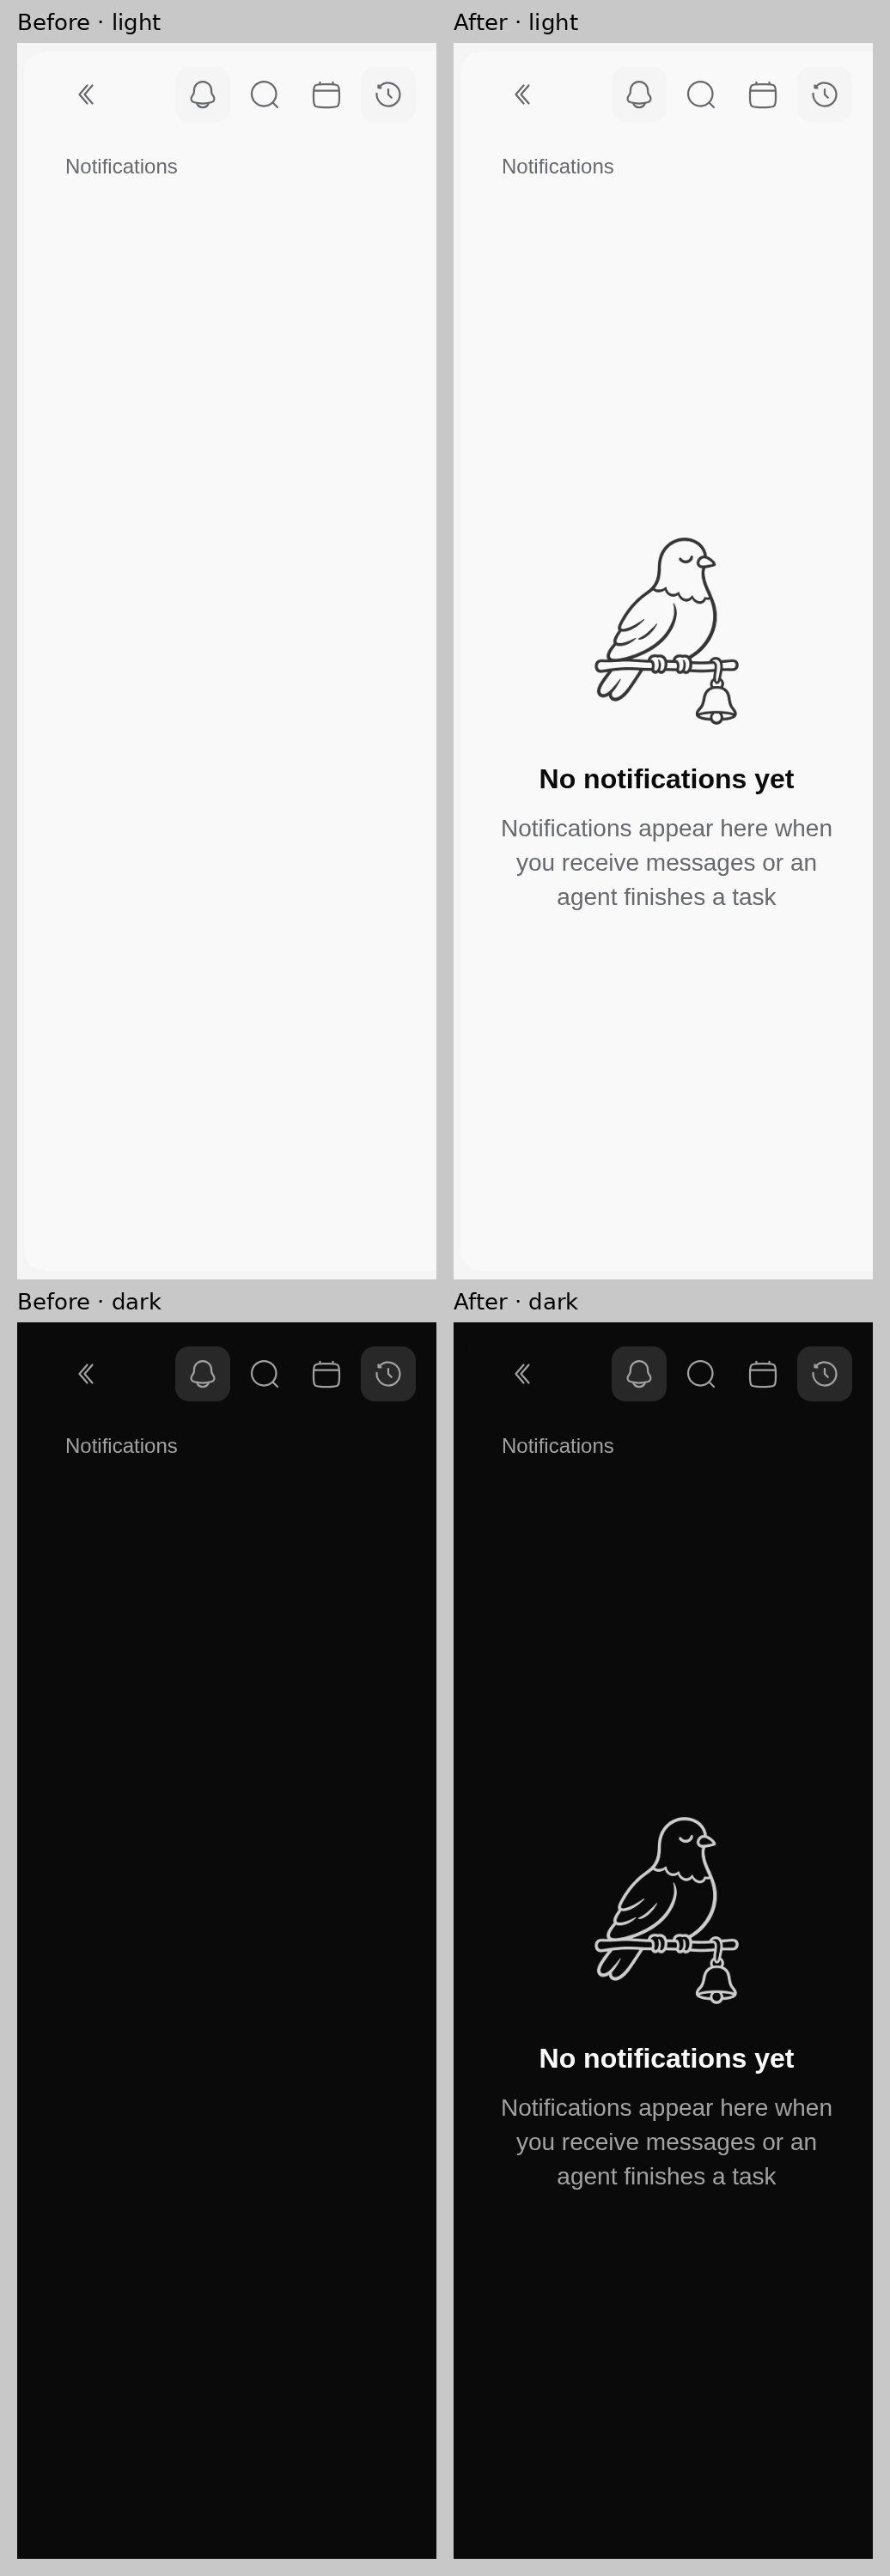 Before · light
After · light
Notifications
Notifications
No notifications yet
Notifications appear here when
you receive messages or an
agent finishes a task
Before · dark
After · dark
Notifications
Notifications
No notifications yet
Notifications appear here when
you receive messages or an
agent finishes a task